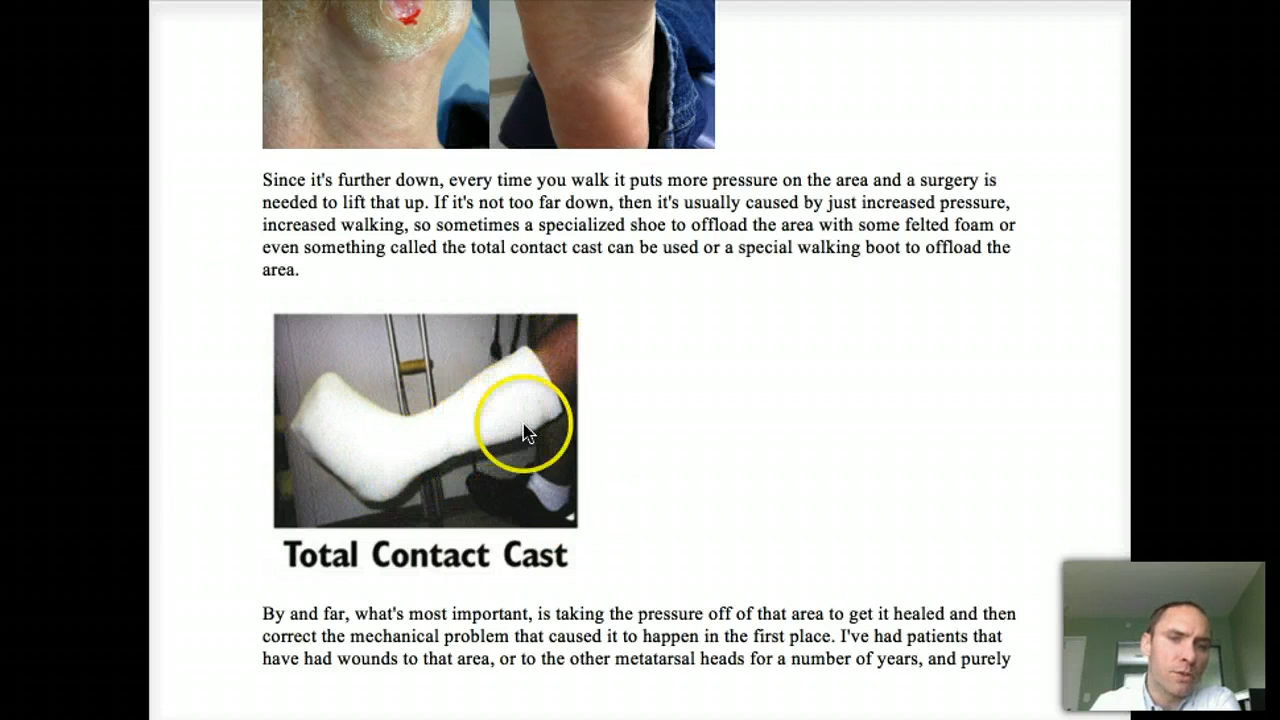 Since it's further down, every time you walk it puts more pressure on the area and a surgery is
needed to lift that up. If it's not too far down, then it's usually caused by just increased pressure,
increased walking, so sometimes a specialized shoe to offload the area with some felted foam or
even something called the total contact cast can be used or a special walking boot to offload the
area.
Total Contact Cast
By and far, what's most important, is taking the pressure off of that area to get it healed and then
correct the mechanical problem that caused it to happen in the first place. I've had patients that
have had wounds to that area, or to the other metatarsal heads for a number of years, and purely